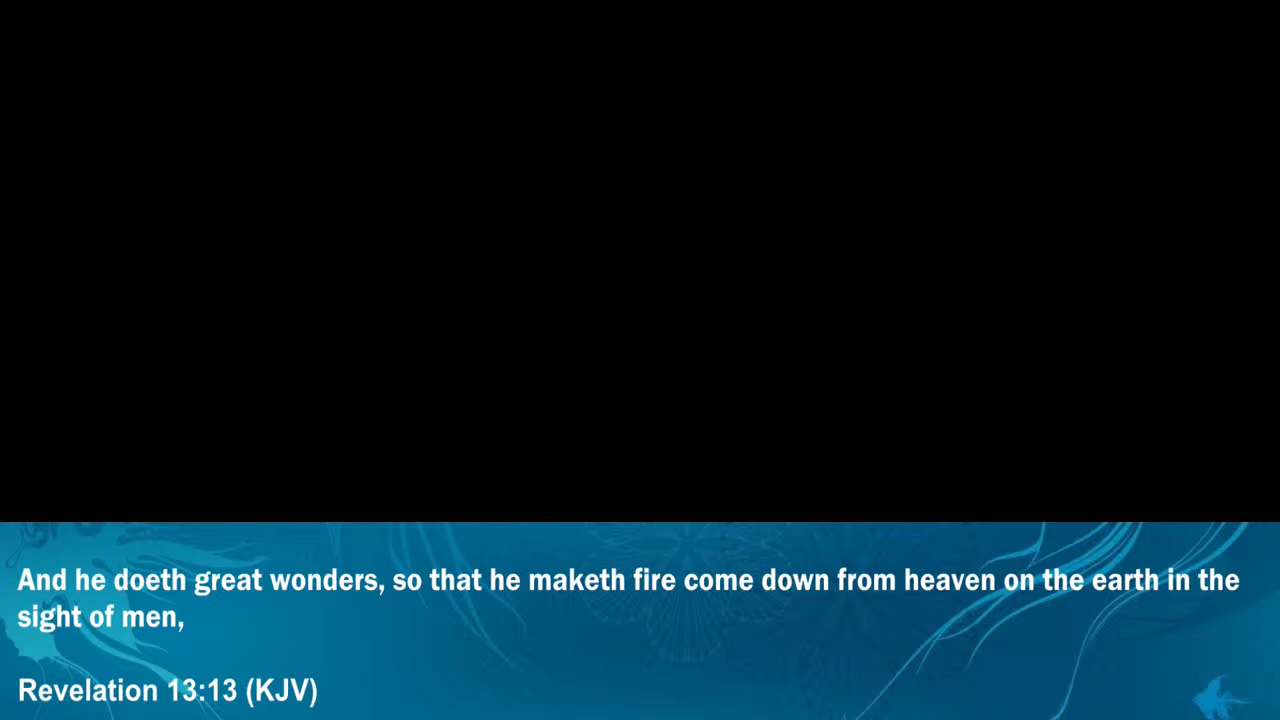 And he doeth great wonders, so that he maketh fire come down from heaven on the earth in the
sight of men,
Revelation 13:13 (KJV)